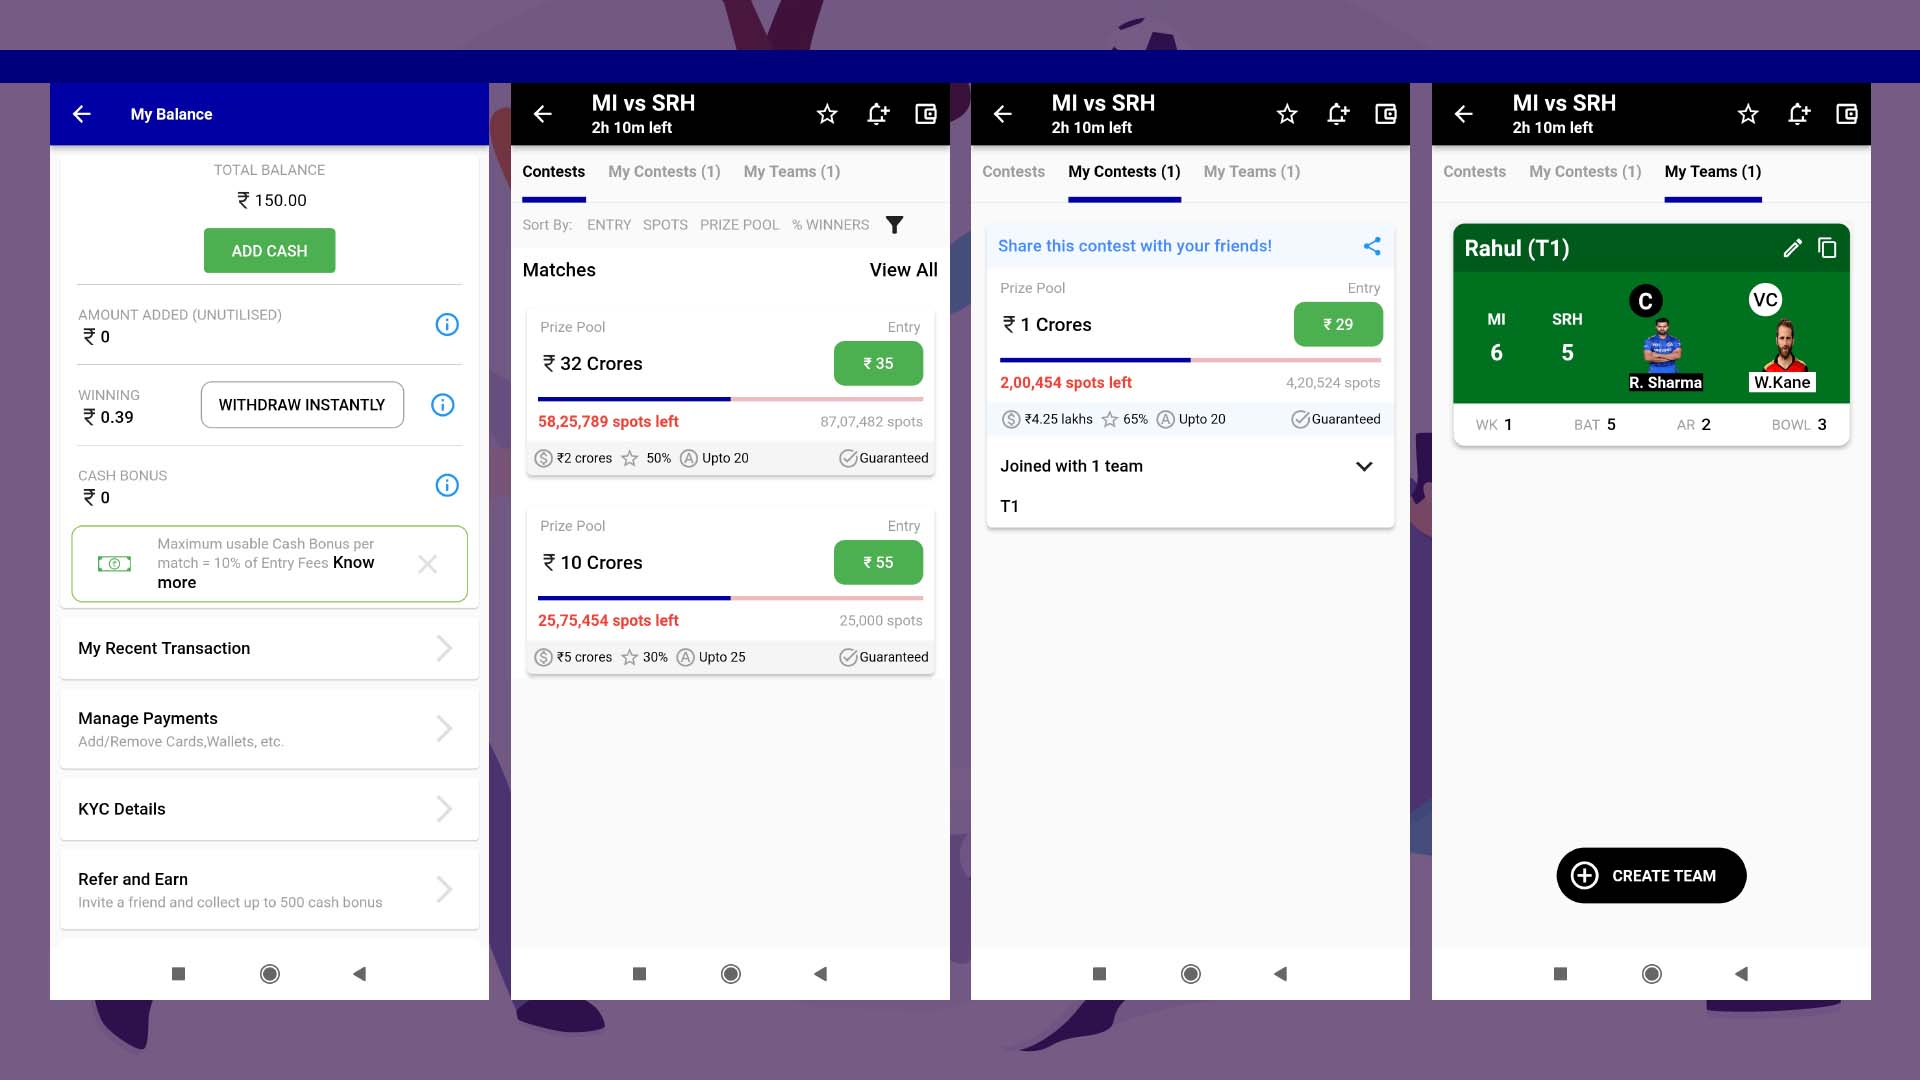 My Balance
TOTAL BALANCE
₹ 150.00
ADD CASH
AMOUNT ADDED (UNUTILISED)
₹ 0
WINNING
₹ 0.39
WITHDRAW INSTANTLY
CASH BONUS
₹ 0
Maximum usable Cash Bonus per
match = 10% of Entry Fees Know
more
My Recent Transaction
Manage Payments
Add/Remove Cards,Wallets, etc.
KYC Details
Refer and Earn
Invite a friend and collect up to 500 cash bonus
MI vs SRH
2h 10m left
Contests My Contests (1) My Teams (1)
Sort By: ENTRY SPOTS PRIZE POOL % WINNERS
Matches View All
Prize Pool Entry
₹ 32 Crores ₹ 35
58,25,789 spots left 87,07,482 spots
₹2 crores 50% A Upto 20 Guaranteed
Prize Pool Entry
₹ 10 Crores ₹ 55
25,75,454 spots left 25,000 spots
₹5 crores 30% A Upto 25 Guaranteed
MI vs SRH
2h 10m left
Contests My Contests (1) My Teams (1)
Share this contest with your friends!
Prize Pool Entry
₹ 1 Crores ₹ 29
2,00,454 spots left 4,20,524 spots
₹4.25 lakhs 65% A Upto 20 Guaranteed
Joined with 1 team
T1
MI vs SRH
2h 10m left
Contests My Contests (1) My Teams (1)
Rahul (T1)
C VC
MI SRH
6 5
R. Sharma W.Kane
WK 1 BAT 5 AR 2 BOWL 3
CREATE TEAM